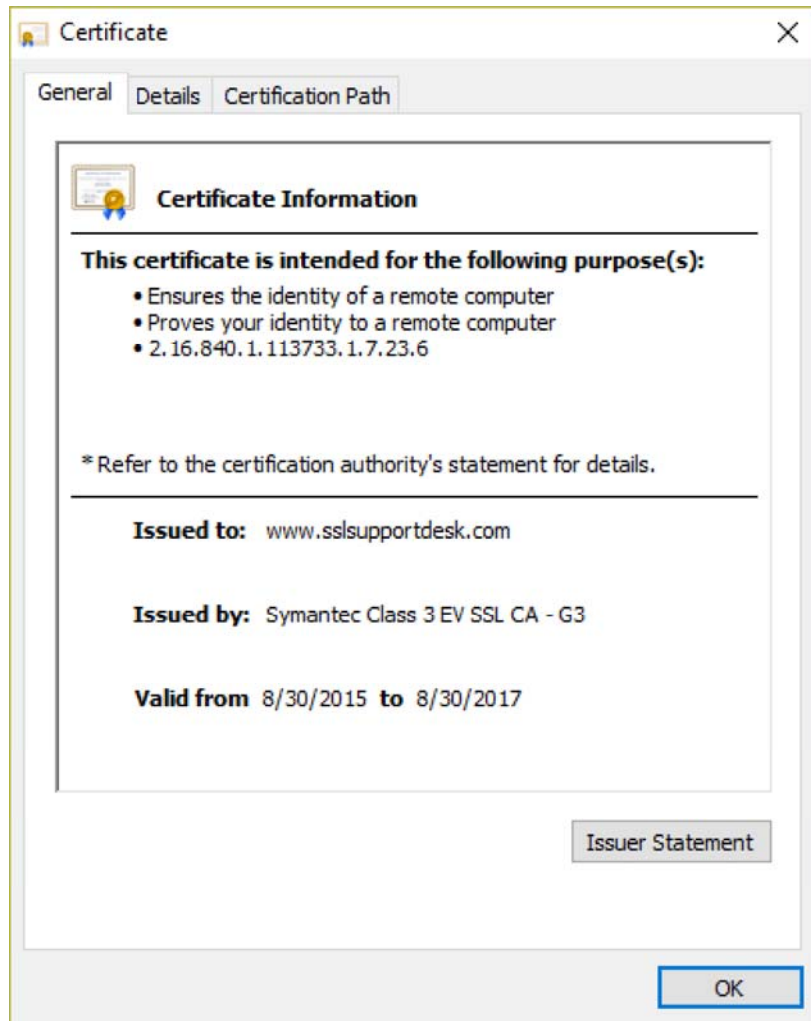 Certificate
General Details Certification Path
Certificate Information
This certificate is intended for the following purpose(s):
• Ensures the identity of a remote computer
• Proves your identity to a remote computer
• 2.16.840.1.113733.1.7.23.6
* Refer to the certification authority's statement for details.
Issued to: www.sslsupportdesk.com
Issued by: Symantec Class 3 EV SSL CA - G3
Valid from 8/30/2015 to 8/30/2017
Issuer Statement
OK